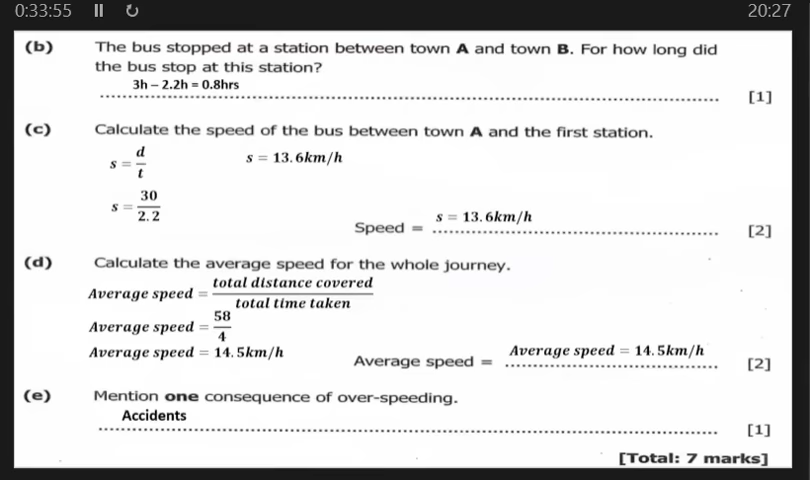 0:33:55
20:27
(b) The bus stopped at a station between town A and town B. For how long did
the bus stop at this station?
3h – 2.2h = 0.8hrs
[1]
(c) Calculate the speed of the bus between town A and the first station.
s = d/t s = 13.6km/h
s = 30/2.2
Speed = s = 13.6km/h [2]
(d) Calculate the average speed for the whole journey.
Average speed = total distance covered/total time taken
Average speed = 58/4
Average speed = 14.5km/h
Average speed = Average speed = 14.5km/h [2]
(e) Mention one consequence of over-speeding.
Accidents
[1]
[Total: 7 marks]